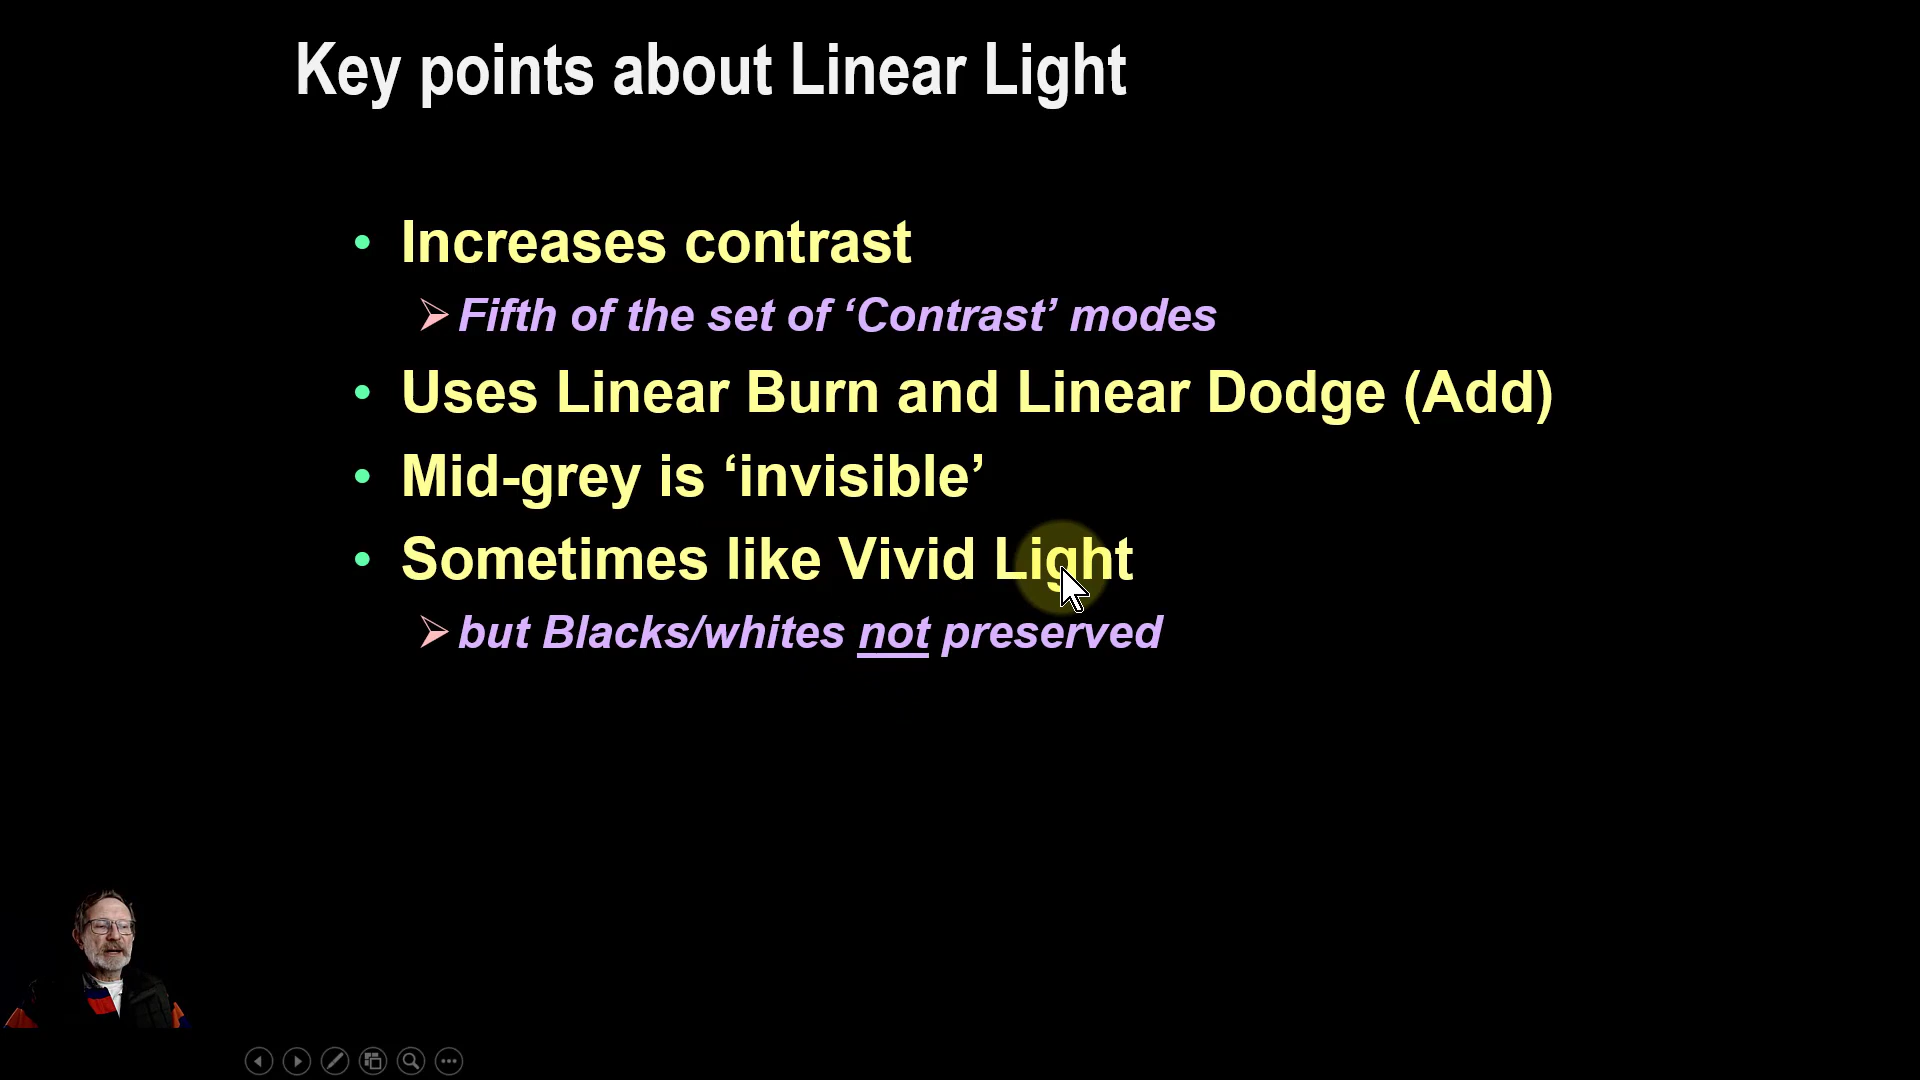 Key points about Linear Light
• Increases contrast
➢ Fifth of the set of ‘Contrast’ modes
• Uses Linear Burn and Linear Dodge (Add)
• Mid-grey is ‘invisible’
• Sometimes like Vivid Light
➢ but Blacks/whites not preserved